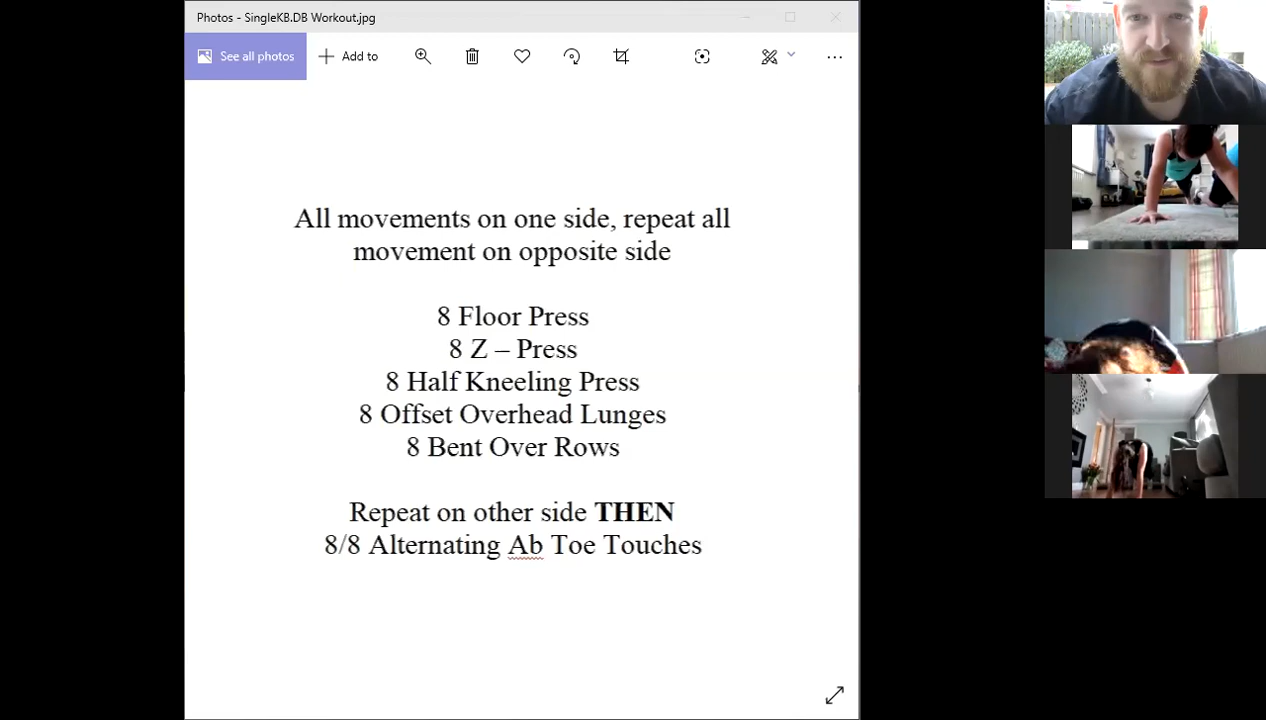 Photos - SingleKB.DB Workout.jpg
See all photos
Add to
All movements on one side, repeat all
movement on opposite side
8 Floor Press
8 Z – Press
8 Half Kneeling Press
8 Offset Overhead Lunges
8 Bent Over Rows
Repeat on other side THEN
8/8 Alternating Ab Toe Touches